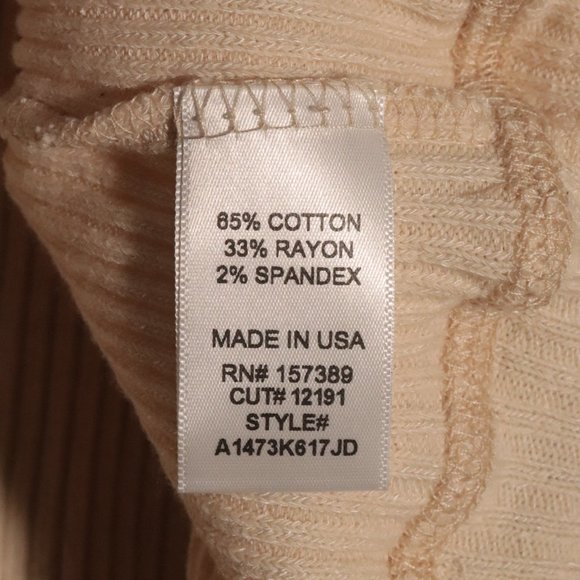 65% COTTON
33% RAYON
2% SPANDEX
MADE IN USA
RN# 157389
CUT# 12191
STYLE#
A1473K617JD